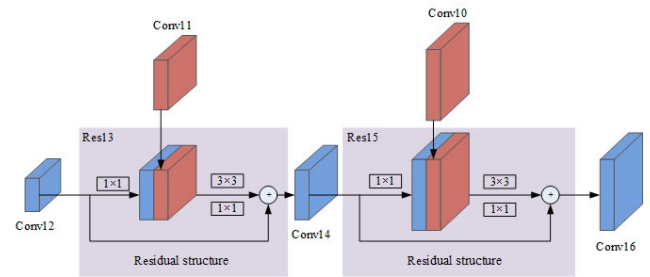 Conv11
Conv10
Res13
Res15
1×1
3×3
1×1
+
1×1
3×3
1×1
+
Conv12
Conv14
Conv16
Residual structure
Residual structure